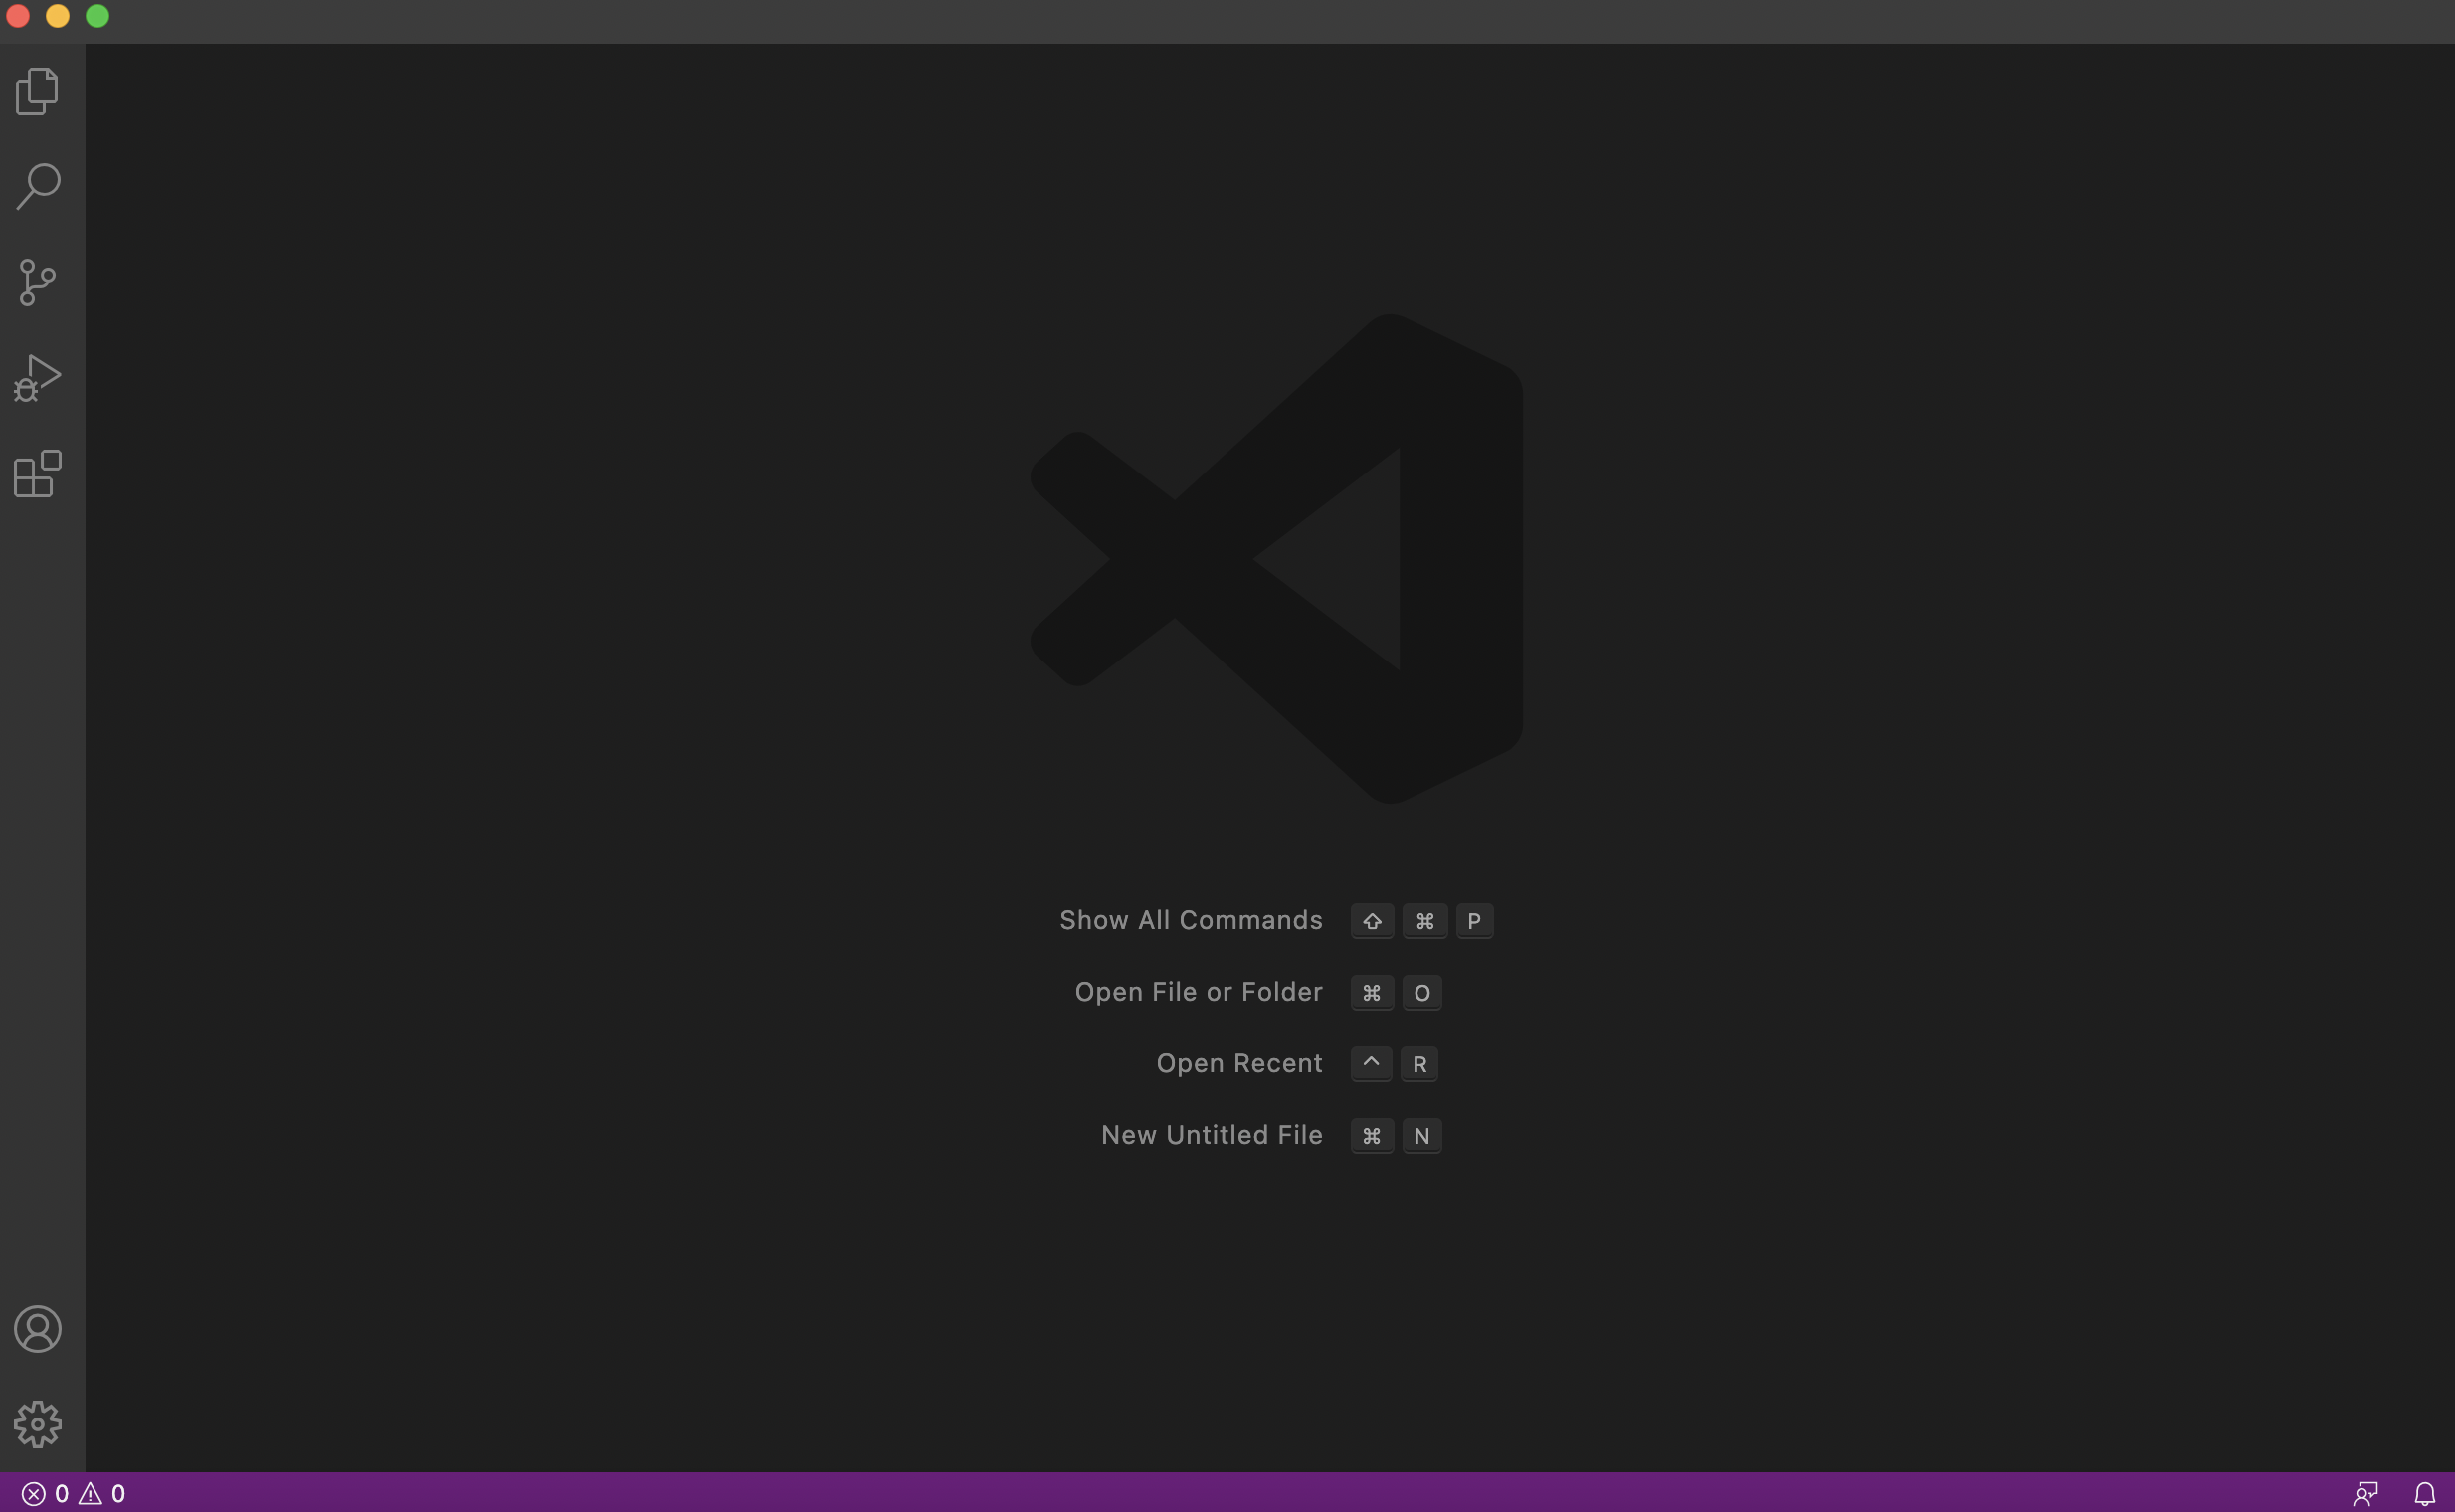 Show All Commands ⇧ ⌘ P
Open File or Folder ⌘ O
Open Recent ^ R
New Untitled File ⌘ N
0 0